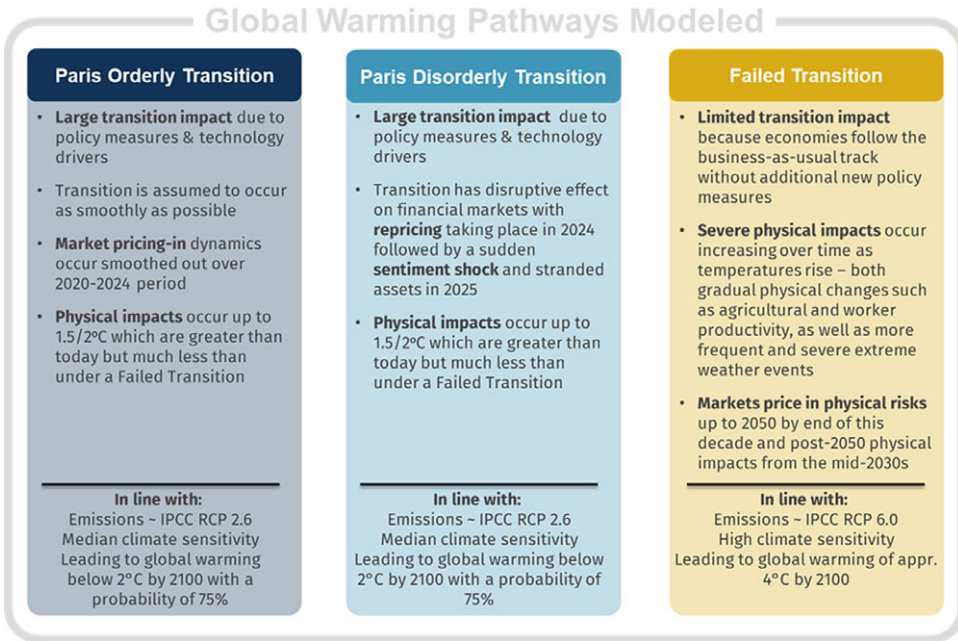 Global Warming Pathways Modeled
Paris Orderly Transition
• Large transition impact due to
policy measures & technology
drivers
• Transition is assumed to occur
as smoothly as possible
• Market pricing-in dynamics
occur smoothed out over
2020-2024 period
• Physical impacts occur up to
1.5/2ºC which are greater than
today but much less than
under a Failed Transition
In line with:
Emissions ~ IPCC RCP 2.6
Median climate sensitivity
Leading to global warming
below 2°C by 2100 with a
probability of 75%
Paris Disorderly Transition
• Large transition impact due to
policy measures & technology
drivers
• Transition has disruptive effect
on financial markets with
repricing taking place in 2024
followed by a sudden
sentiment shock and stranded
assets in 2025
• Physical impacts occur up to
1.5/2ºC which are greater than
today but much less than
under a Failed Transition
In line with:
Emissions ~ IPCC RCP 2.6
Median climate sensitivity
Leading to global warming below
2°C by 2100 with a probability of
75%
Failed Transition
• Limited transition impact
because economies follow the
business-as-usual track
without additional new policy
measures
• Severe physical impacts occur
increasing over time as
temperatures rise – both
gradual physical changes such
as agricultural and worker
productivity, as well as more
frequent and severe extreme
weather events
• Markets price in physical risks
up to 2050 by end of this
decade and post-2050 physical
impacts from the mid-2030s
In line with:
Emissions ~ IPCC RCP 6.0
High climate sensitivity
Leading to global warming of appr.
4°C by 2100